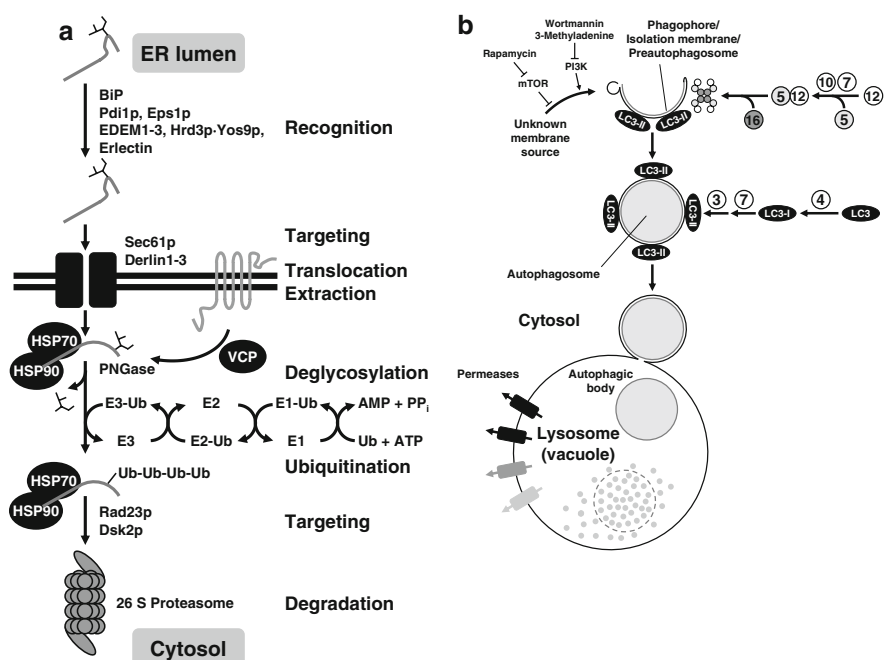 a
ER lumen
BiP
Pdi1p, Eps1p
EDEM1-3, Hrd3p·Yos9p,
Erlectin
Recognition
Sec61p
Derlin1-3
Targeting
Translocation
Extraction
HSP70
HSP90
PNGase
VCP
Deglycosylation
E3-Ub
E2
E1-Ub
AMP + PPi
E3
E2-Ub
E1
Ub + ATP
Ubiquitination
HSP70
HSP90
Ub-Ub-Ub-Ub
Rad23p
Dsk2p
Targeting
26 S Proteasome
Degradation
Cytosol
b
Wortmannin
3-Methyladenine
Rapamycin
PI3K
mTOR
Phagophore/
Isolation membrane/
Preautophagosome
Unknown
membrane
source
LC3-II
LC3-II
5 12
10 7
12
16
5
LC3-II
LC3-II
LC3-II
LC3-II
3
7
LC3-I
4
LC3
Autophagosome
Cytosol
Permeases
Autophagic
body
Lysosome
(vacuole)